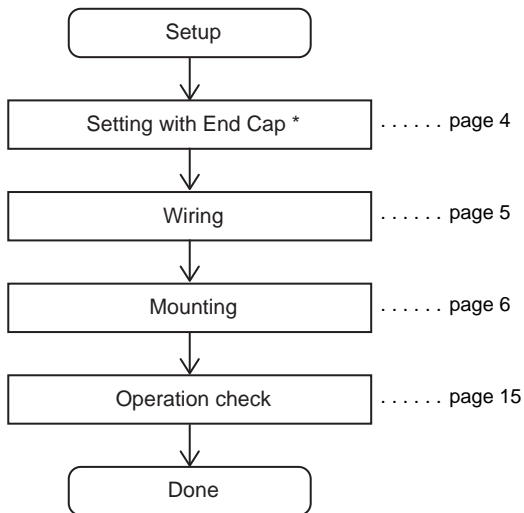 Setup
Setting with End Cap * . . . . . . page 4
Wiring . . . . . . page 5
Mounting . . . . . . page 6
Operation check . . . . . . page 15
Done